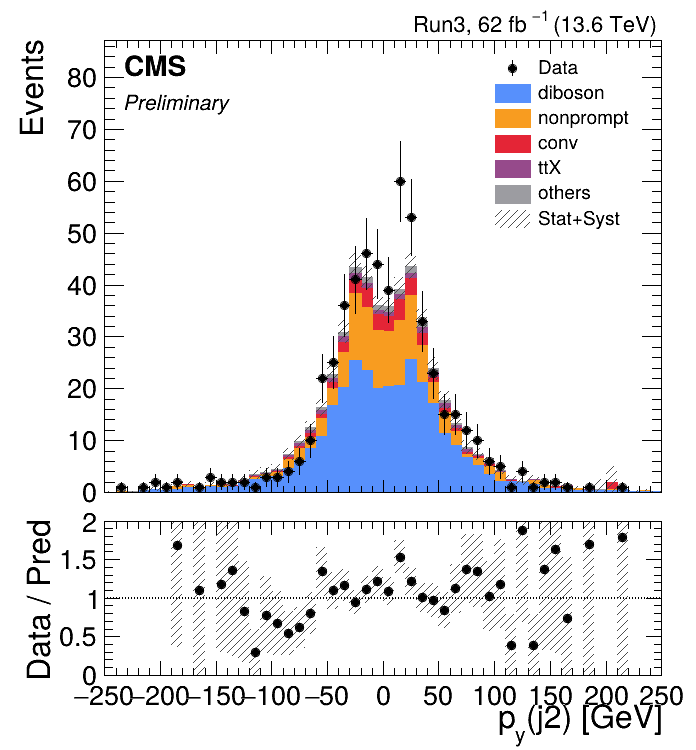 Run3, 62 fb⁻¹ (13.6 TeV)
CMS
Preliminary
Events
Data
diboson
nonprompt
conv
ttX
others
Stat+Syst
80
70
60
50
40
30
20
10
0
Data / Pred
2
1.5
1
0.5
0
−250−200−150−100−50 0 50 100 150 200 250
p_y(j2) [GeV]